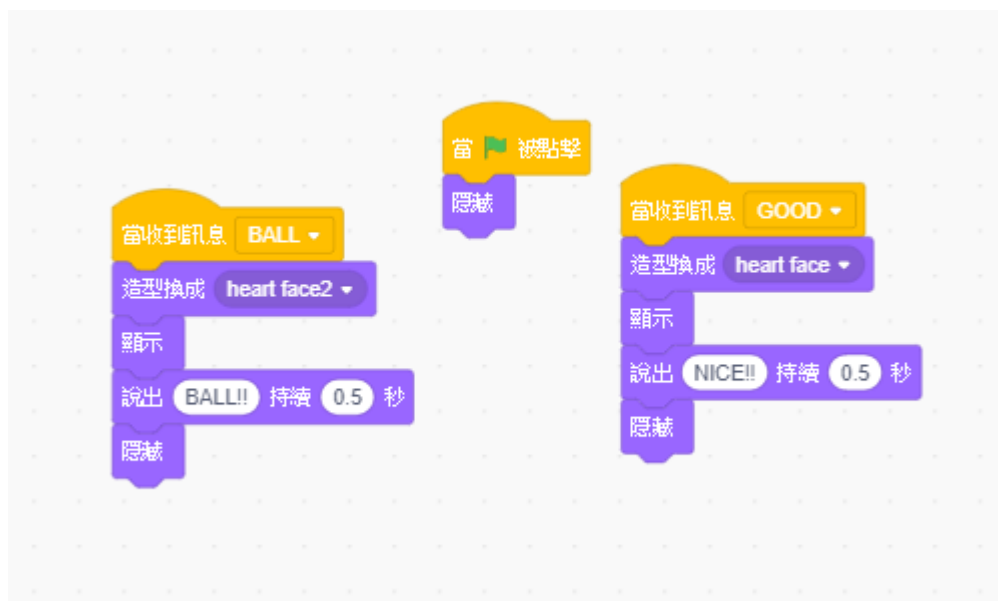 當收到訊息 BALL
造型換成 heart face2
顯示
說出 BALL!! 持續 0.5 秒
隱藏
當 被點擊
隱藏
當收到訊息 GOOD
造型換成 heart face
顯示
說出 NICE!! 持續 0.5 秒
隱藏